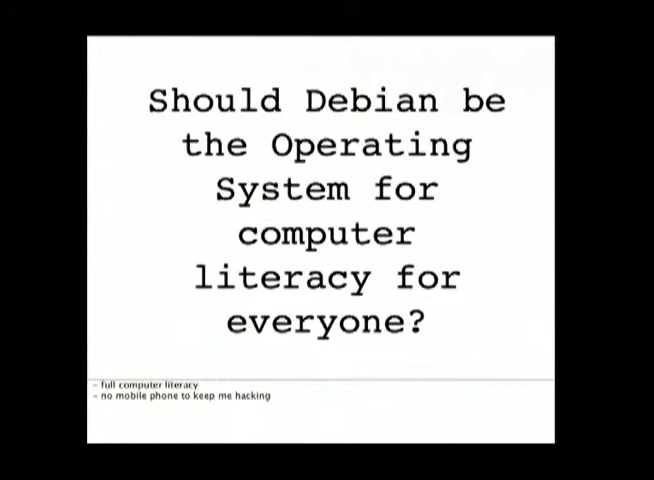 Should Debian be
the Operating
System for
computer
literacy for
everyone?
- full computer literacy
- no mobile phone to keep me hacking